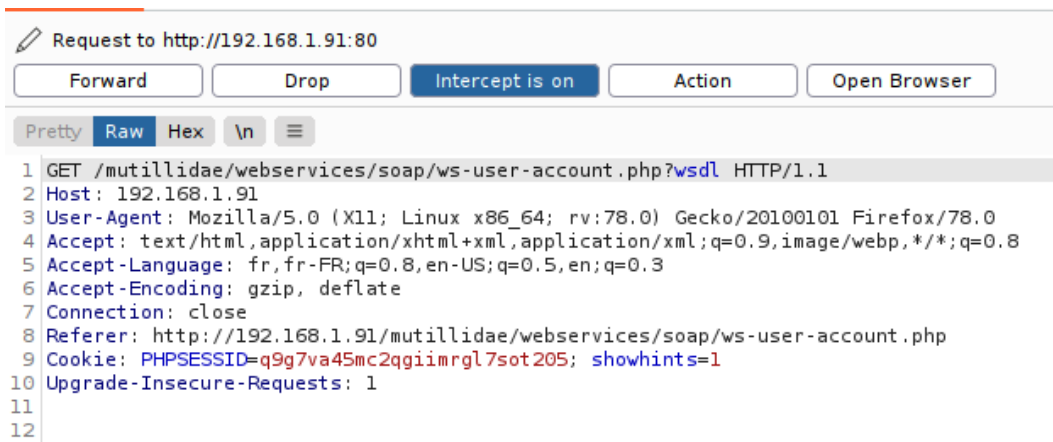 Request to http://192.168.1.91:80
Forward Drop Intercept is on Action Open Browser
Pretty Raw Hex \n
1 GET /mutillidae/webservices/soap/ws-user-account.php?wsdl HTTP/1.1
2 Host: 192.168.1.91
3 User-Agent: Mozilla/5.0 (X11; Linux x86_64; rv:78.0) Gecko/20100101 Firefox/78.0
4 Accept: text/html,application/xhtml+xml,application/xml;q=0.9,image/webp,*/*;q=0.8
5 Accept-Language: fr,fr-FR;q=0.8,en-US;q=0.5,en;q=0.3
6 Accept-Encoding: gzip, deflate
7 Connection: close
8 Referer: http://192.168.1.91/mutillidae/webservices/soap/ws-user-account.php
9 Cookie: PHPSESSID=q9g7va45mc2qgiimrgl7sot205; showhints=1
10 Upgrade-Insecure-Requests: 1
11
12